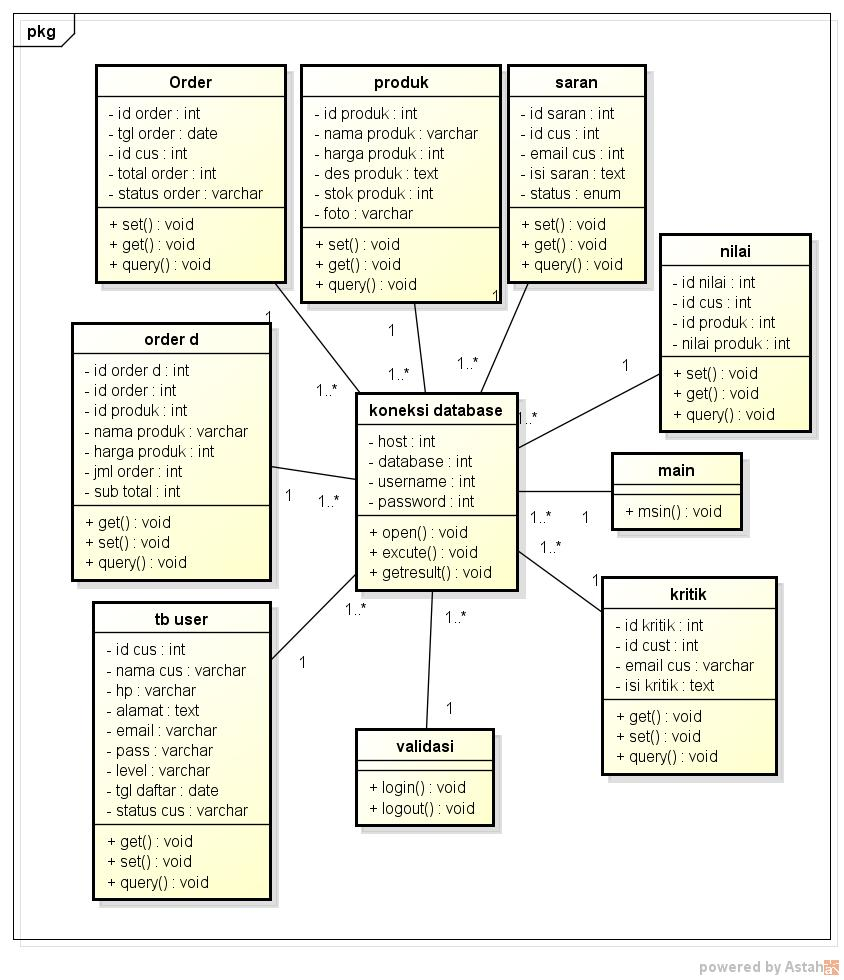 pkg
Order
- id order : int
- tgl order : date
- id cus : int
- total order : int
- status order : varchar
+ set() : void
+ get() : void
+ query() : void
produk
- id produk : int
- nama produk : varchar
- harga produk : int
- des produk : text
- stok produk : int
- foto : varchar
+ set() : void
+ get() : void
+ query() : void
saran
- id saran : int
- id cus : int
- email cus : int
- isi saran : text
- status : enum
+ set() : void
+ get() : void
+ query() : void
nilai
- id nilai : int
- id cus : int
- id produk : int
- nilai produk : int
+ set() : void
+ get() : void
+ query() : void
1
1..*
1
1..*
1
1..*
1
1..*
order d
- id order d : int
- id order : int
- id produk : int
- nama produk : varchar
- harga produk : int
- jml order : int
- sub total : int
+ get() : void
+ set() : void
+ query() : void
1
1..*
koneksi database
- host : int
- database : int
- username : int
- password : int
+ open() : void
+ excute() : void
+ getresult() : void
main
+ msin() : void
1..*
1
1..*
1
kritik
- id kritik : int
- id cust : int
- email cus : varchar
- isi kritik : text
+ get() : void
+ set() : void
+ query() : void
tb user
- id cus : int
- nama cus : varchar
- hp : varchar
- alamat : text
- email : varchar
- pass : varchar
- level : varchar
- tgl daftar : date
- status cus : varchar
+ get() : void
+ set() : void
+ query() : void
1..*
1
1..*
1
validasi
+ login() : void
+ logout() : void
powered by Astah